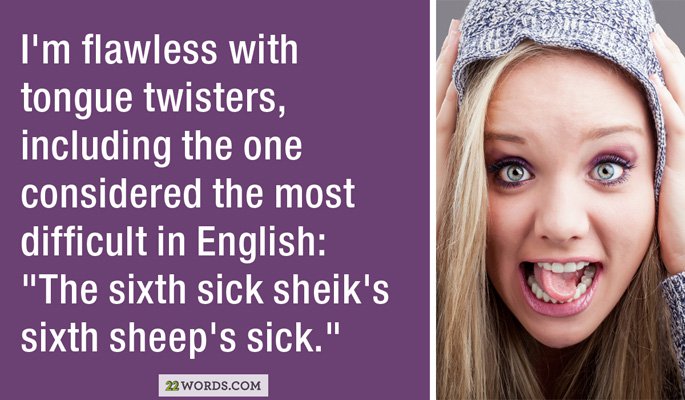 I'm flawless with
tongue twisters,
including the one
considered the most
difficult in English:
"The sixth sick sheik's
sixth sheep's sick."
22WORDS.COM